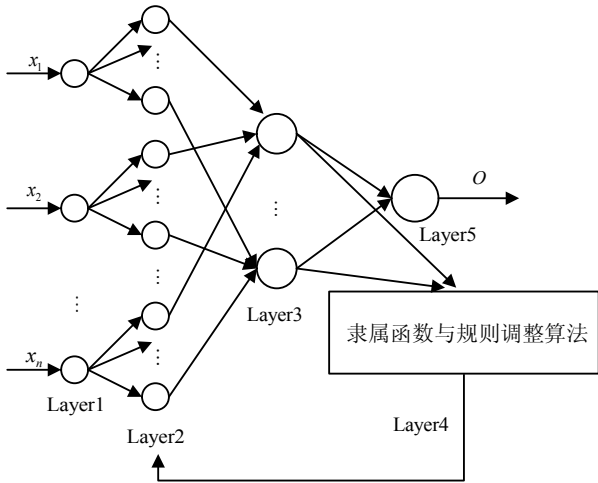 x1
x2
xn
⋮
⋮
⋮
⋮
⋮
⋮
O
Layer5
Layer3
隶属函数与规则调整算法
Layer1
Layer4
Layer2